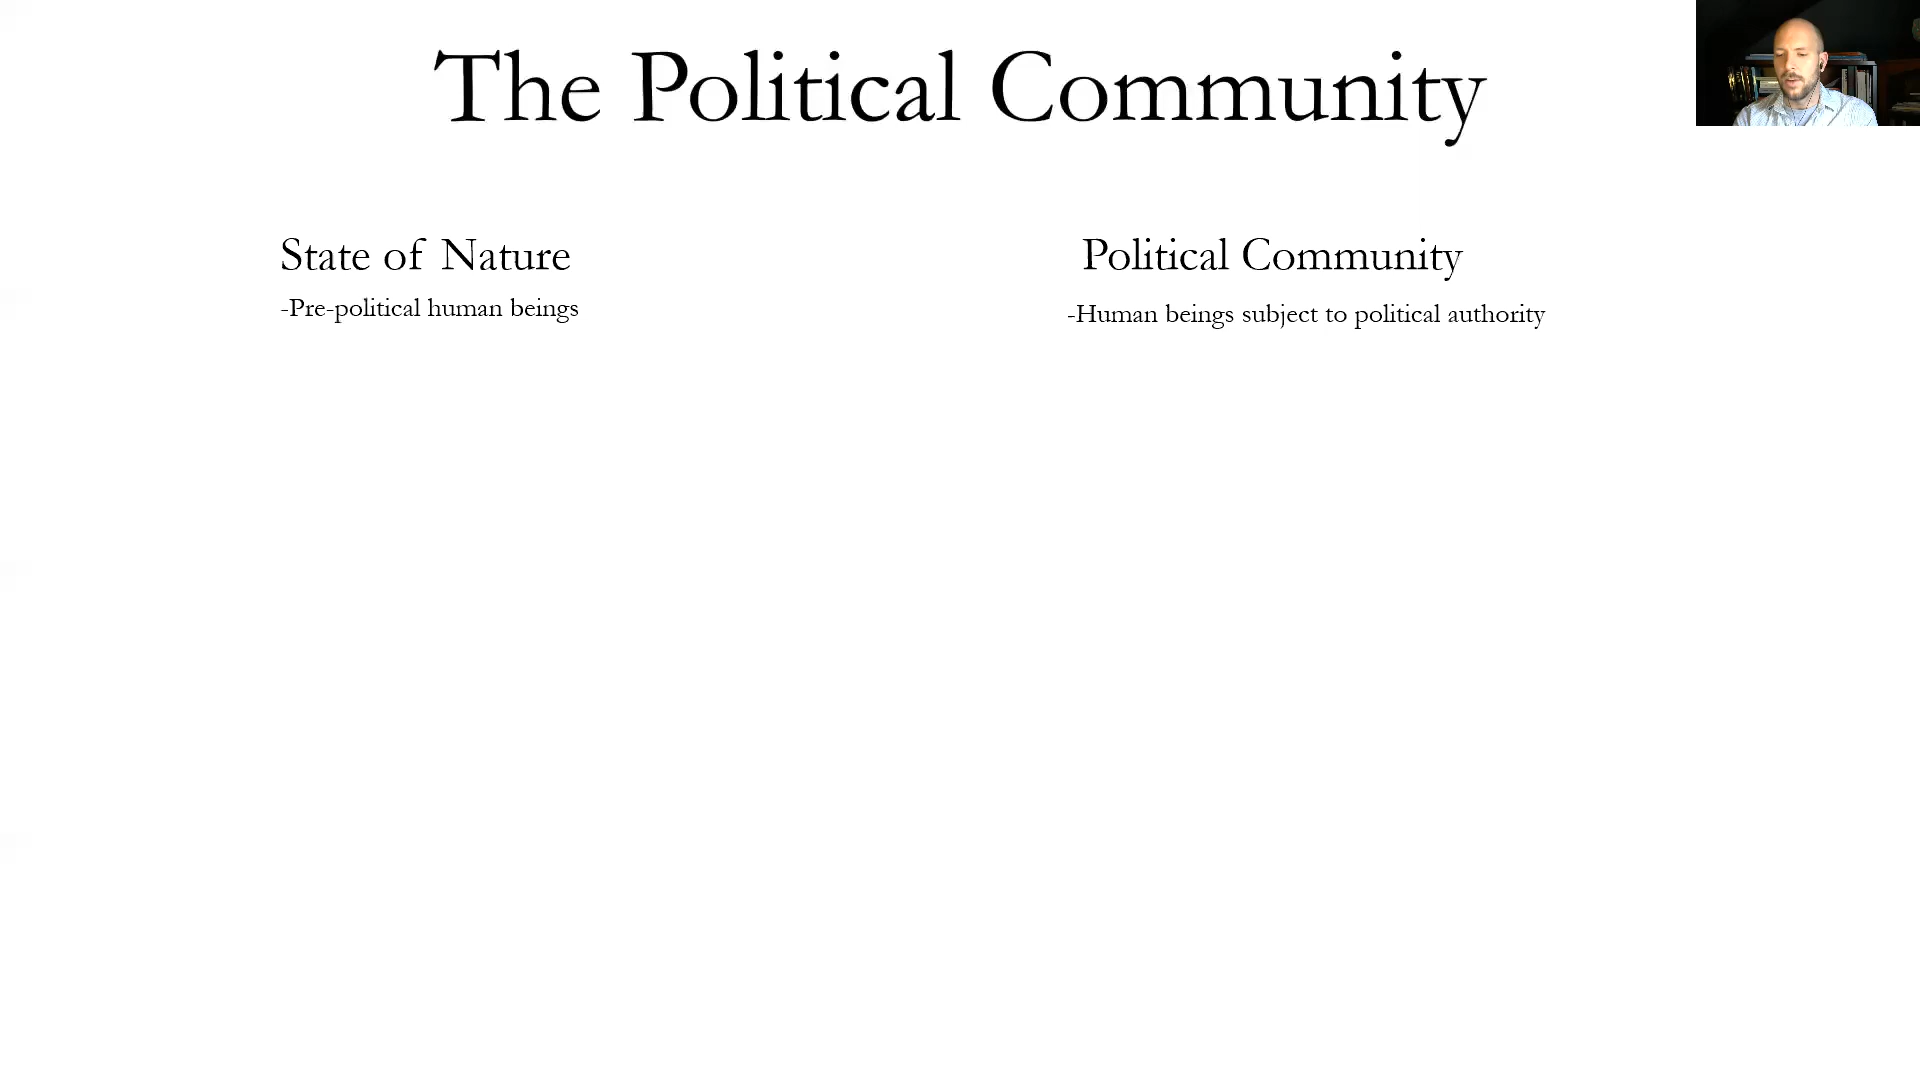 The Political Community
State of Nature
-Pre-political human beings
Political Community
-Human beings subject to political authority